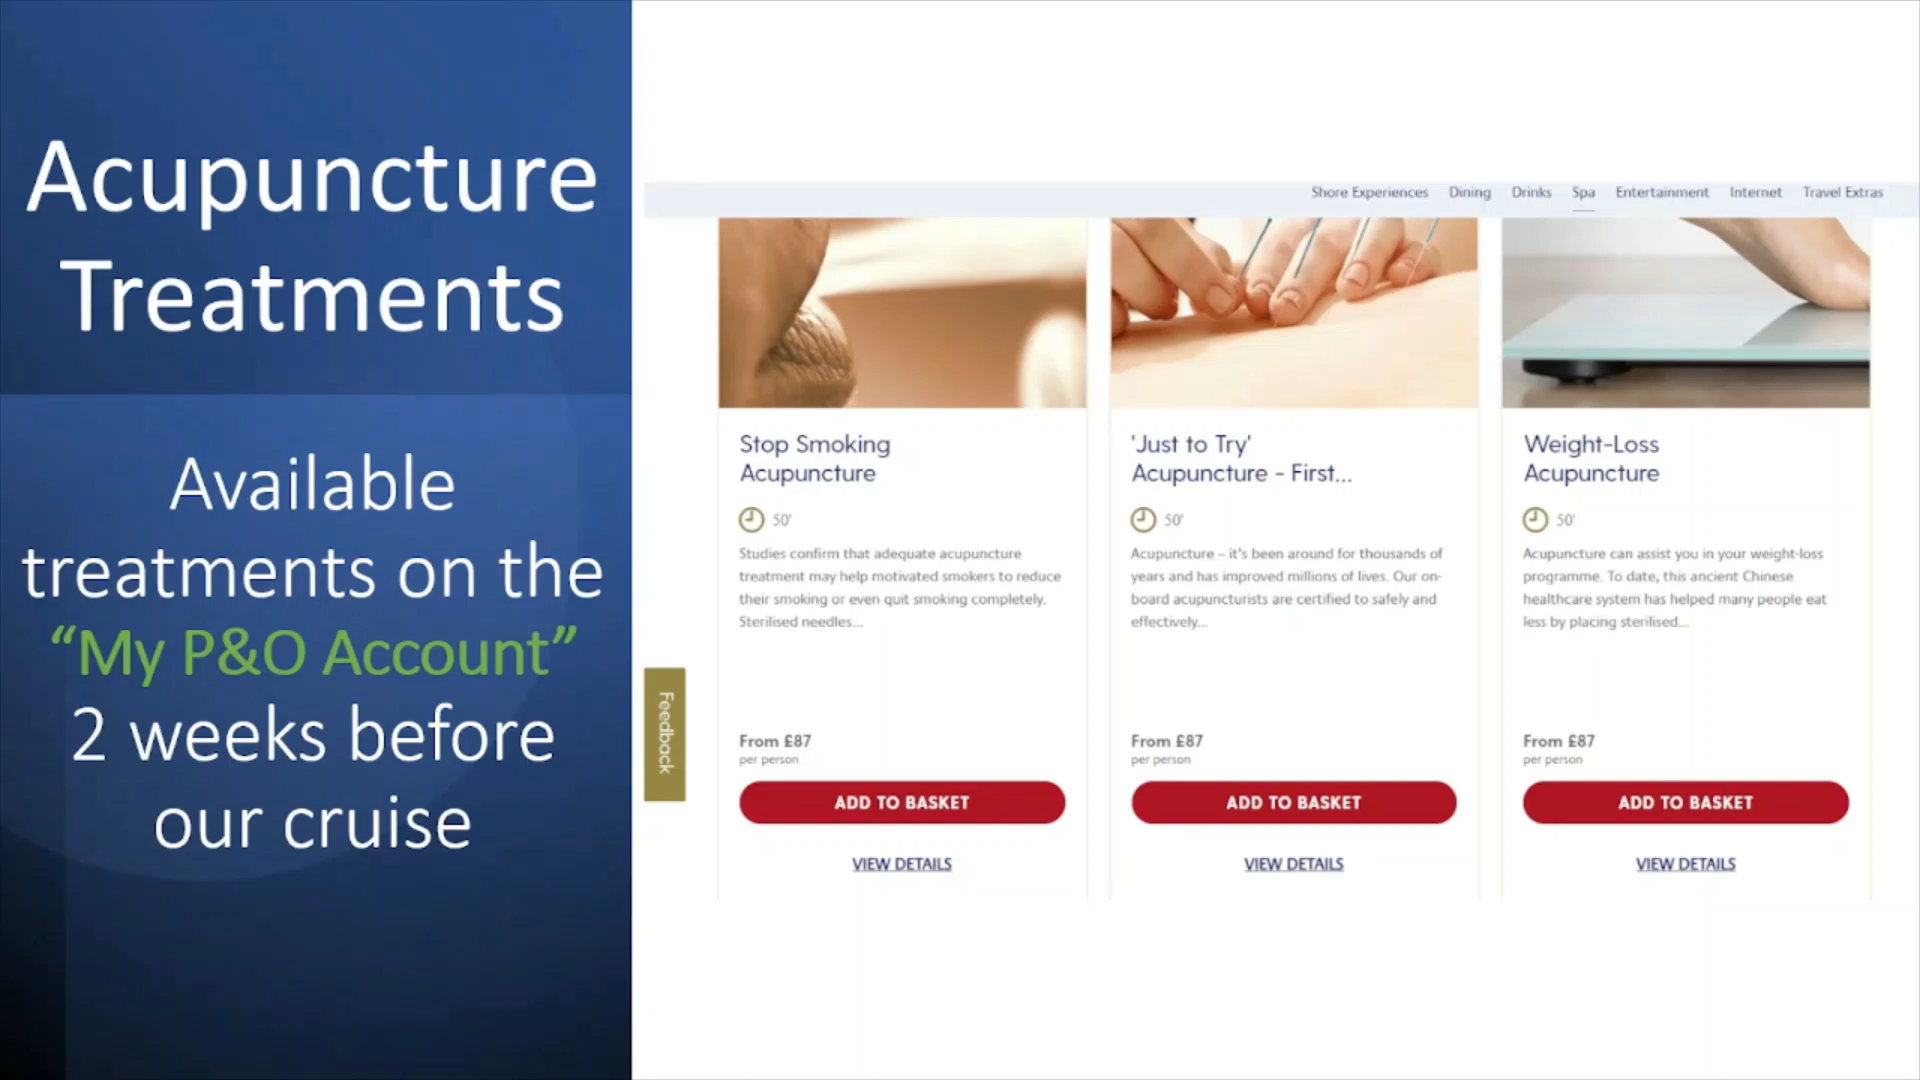 Acupuncture
Treatments
Available
treatments on the
“My P&O Account”
2 weeks before
our cruise
Shore Experiences Dining Drinks Spa Entertainment Internet Travel Extras
Stop Smoking
Acupuncture
50'
Studies confirm that adequate acupuncture
treatment may help motivated smokers to reduce
their smoking or even quit smoking completely.
Sterilised needles...
From £87
per person
ADD TO BASKET
VIEW DETAILS
'Just to Try'
Acupuncture - First...
50'
Acupuncture – it's been around for thousands of
years and has improved millions of lives. Our on-
board acupuncturists are certified to safely and
effectively...
From £87
per person
ADD TO BASKET
VIEW DETAILS
Weight-Loss
Acupuncture
50'
Acupuncture can assist you in your weight-loss
programme. To date, this ancient Chinese
healthcare system has helped many people eat
less by placing sterilised...
From £87
per person
ADD TO BASKET
VIEW DETAILS
Feedback